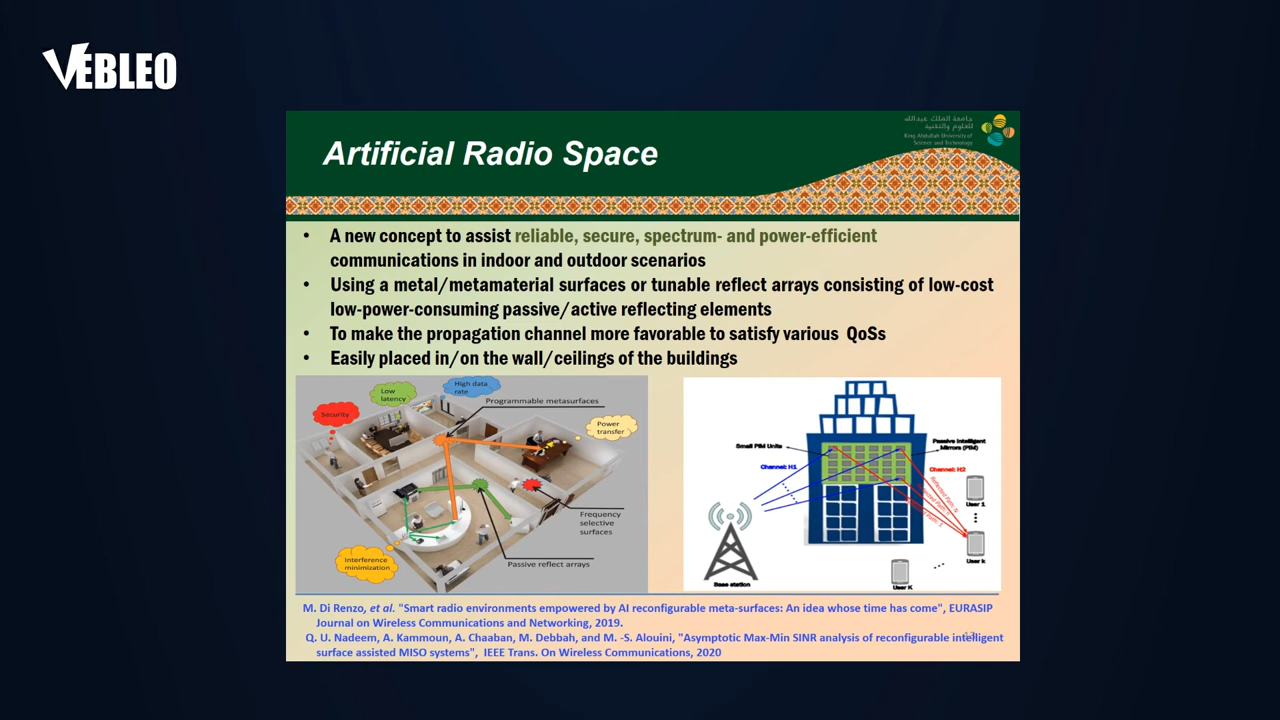 VEBLEO
جامعة الملك عبدالله
للعلوم والتقنية
King Abdullah University of
Science and Technology
Artificial Radio Space
• A new concept to assist reliable, secure, spectrum- and power-efficient
communications in indoor and outdoor scenarios
• Using a metal/metamaterial surfaces or tunable reflect arrays consisting of low-cost
low-power-consuming passive/active reflecting elements
• To make the propagation channel more favorable to satisfy various QoSs
• Easily placed in/on the wall/ceilings of the buildings
Security
Low
latency
High data
rate
Programmable metasurfaces
Power
transfer
Frequency
selective
surfaces
Passive reflect arrays
Interference
minimization
Small PIM Units
Passive Intelligent
Mirrors (PIM)
Channel: H1
Channel: H2
Reflected Path: N
Reflected Path: 1
User 1
User k
User K
Base station
M. Di Renzo, et al. "Smart radio environments empowered by AI reconfigurable meta-surfaces: An idea whose time has come", EURASIP
Journal on Wireless Communications and Networking, 2019.
Q. U. Nadeem, A. Kammoun, A. Chaaban, M. Debbah, and M. -S. Alouini, "Asymptotic Max-Min SINR analysis of reconfigurable intelligent
surface assisted MISO systems", IEEE Trans. On Wireless Communications, 2020